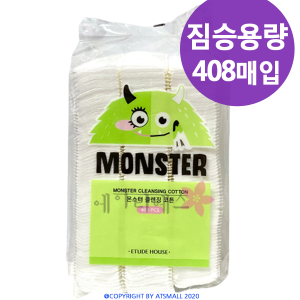 짐승용량
408매입
MONSTER
MONSTER CLEANSING COTTON
몬스터 클렌징 코튼
· ETUDE HOUSE ·
©COPYRIGHT BY ATSMALL 2020